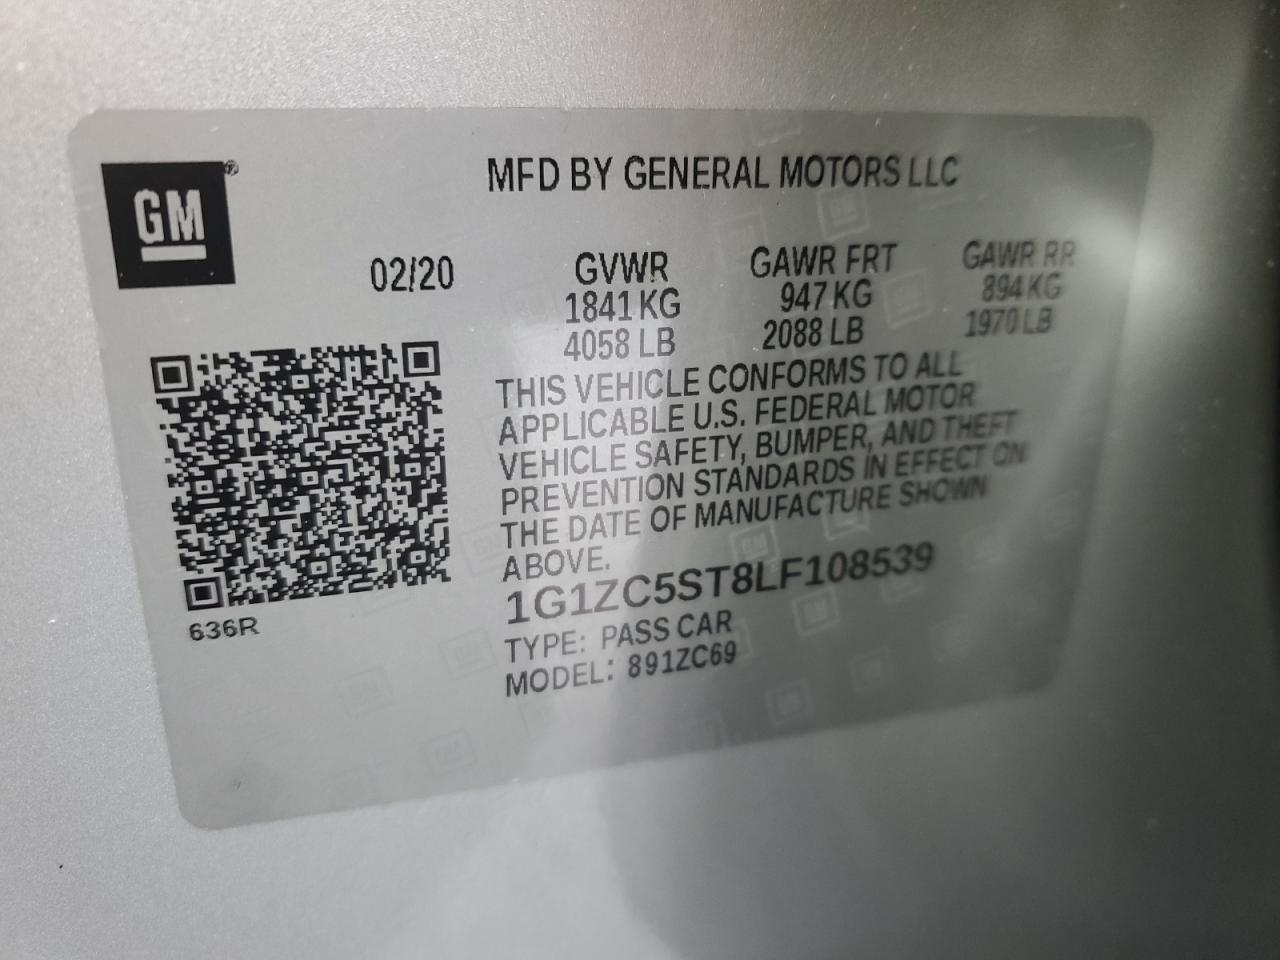 GM®
MFD BY GENERAL MOTORS LLC
02/20
GVWR GAWR FRT GAWR RR
1841 KG 947 KG 894 KG
4058 LB 2088 LB 1970 LB
THIS VEHICLE CONFORMS TO ALL
APPLICABLE U.S. FEDERAL MOTOR
VEHICLE SAFETY, BUMPER, AND THEFT
PREVENTION STANDARDS IN EFFECT ON
THE DATE OF MANUFACTURE SHOWN
ABOVE.
1G1ZC5ST8LF108539
TYPE: PASS CAR
MODEL: 891ZC69
636R